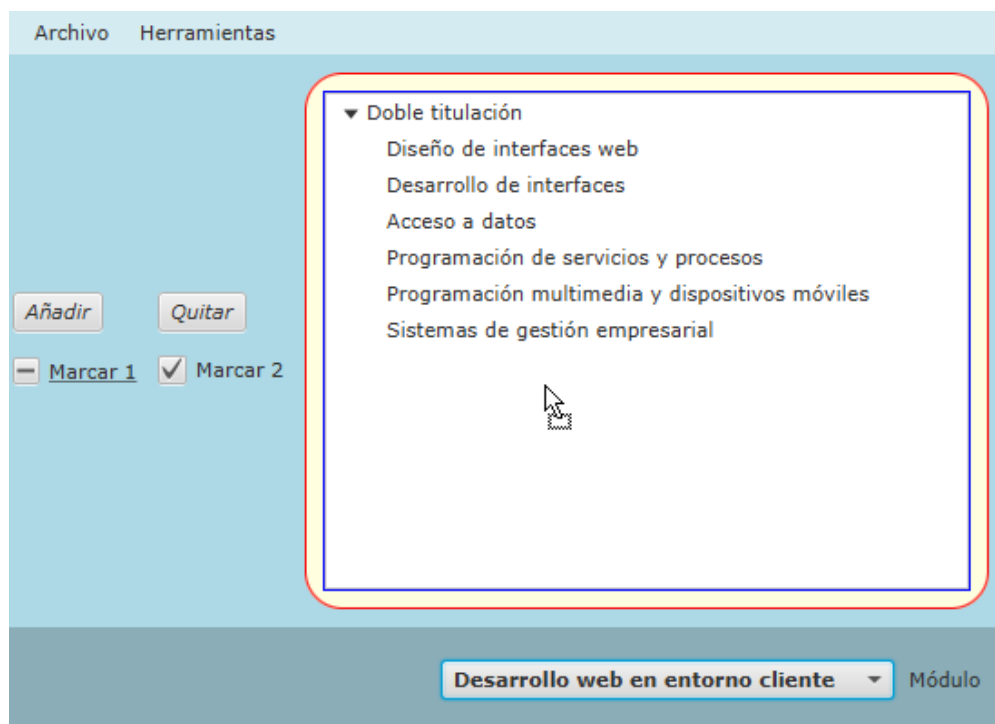 Archivo Herramientas
Doble titulación
Diseño de interfaces web
Desarrollo de interfaces
Acceso a datos
Programación de servicios y procesos
Programación multimedia y dispositivos móviles
Sistemas de gestión empresarial
Añadir Quitar
Marcar 1 Marcar 2
Desarrollo web en entorno cliente Módulo